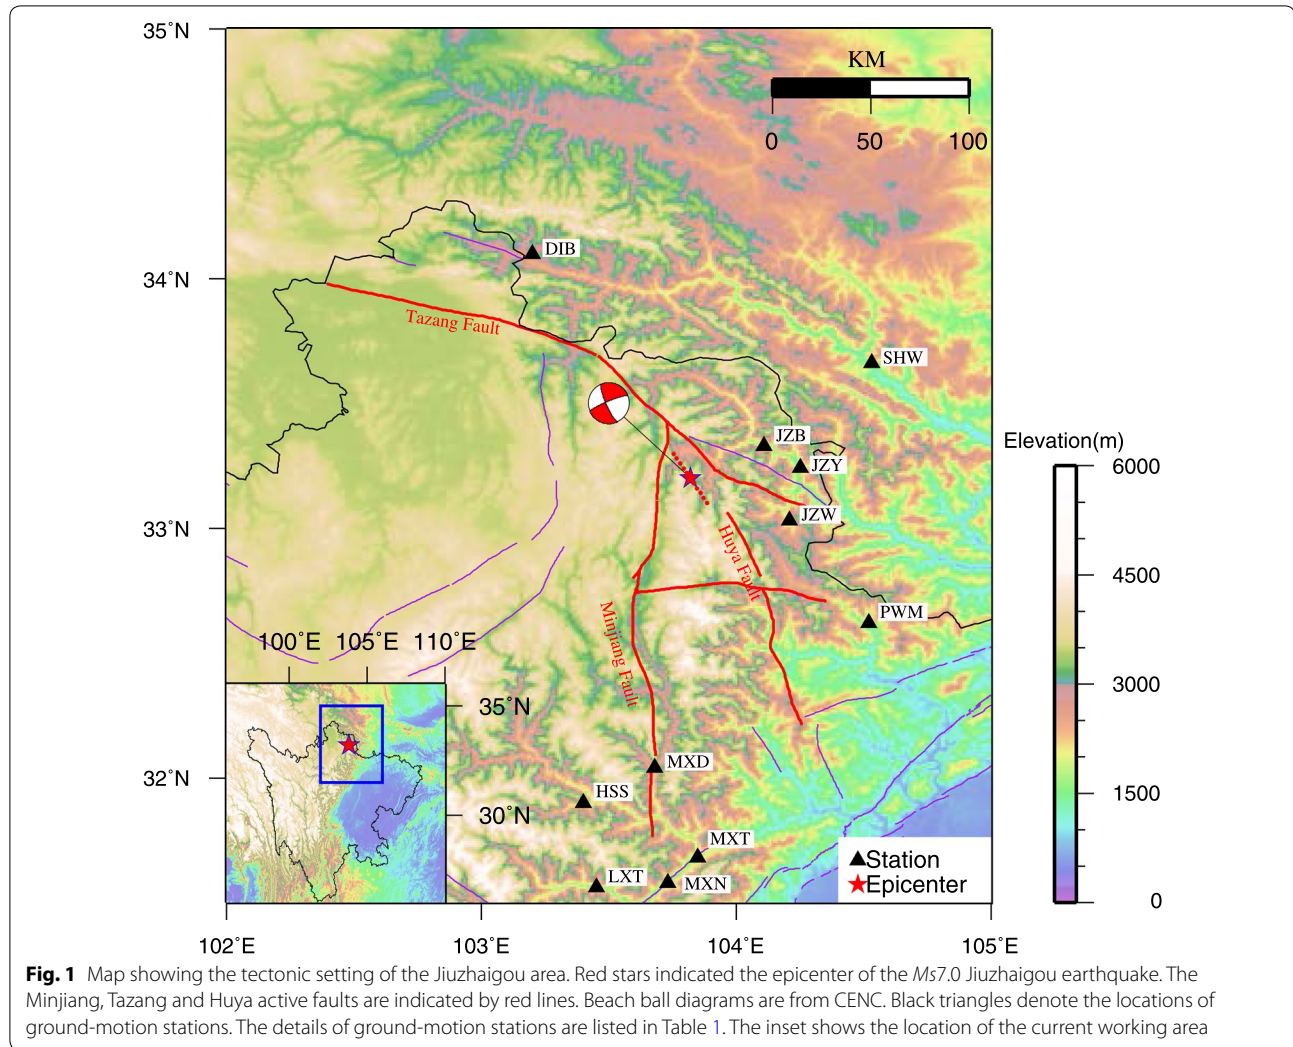 35°N
KM
0 50 100
DIB
34°N
Tazang Fault
SHW
JZB
JZY
Elevation(m)
6000
33°N
JZW
Huya Fault
4500
PWM
Minjiang Fault
100°E 105°E 110°E
3000
35°N
32°N
MXD
HSS
1500
30°N
MXT
Station
LXT
MXN
Epicenter
0
102°E 103°E 104°E 105°E
Fig. 1 Map showing the tectonic setting of the Jiuzhaigou area. Red stars indicated the epicenter of the Ms7.0 Jiuzhaigou earthquake. The
Minjiang, Tazang and Huya active faults are indicated by red lines. Beach ball diagrams are from CENC. Black triangles denote the locations of
ground-motion stations. The details of ground-motion stations are listed in Table 1. The inset shows the location of the current working area